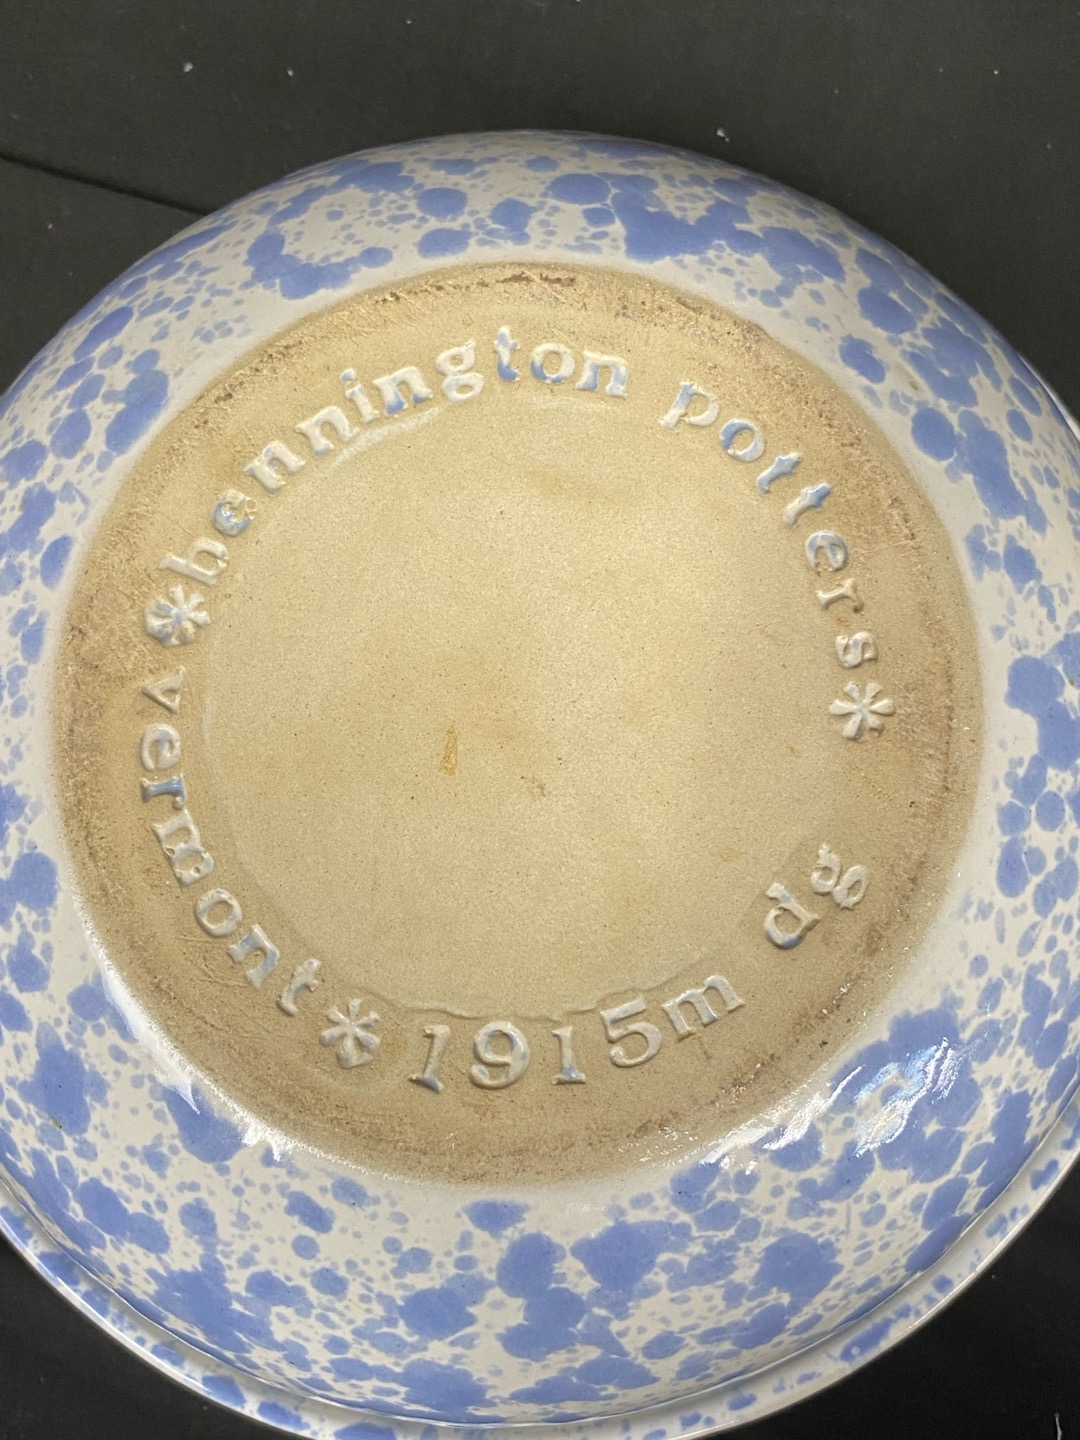 *bennington potters*
dg
1915m
*vermont*